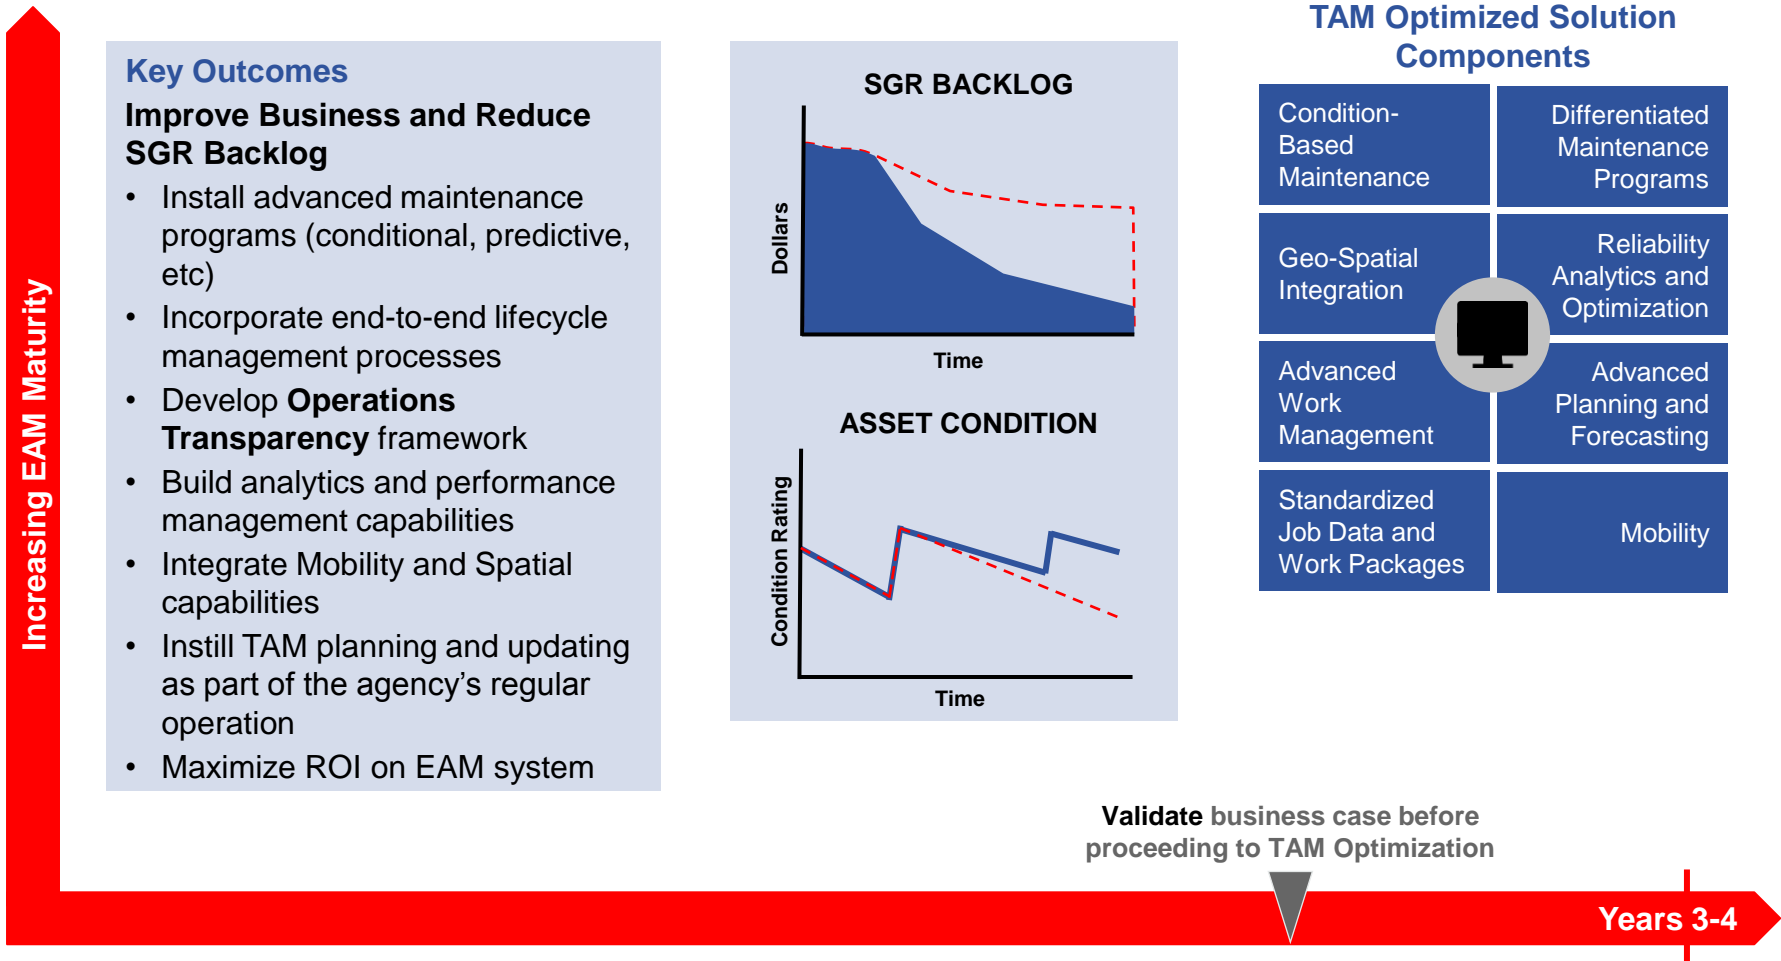 Increasing EAM Maturity
Key Outcomes
Improve Business and Reduce
SGR Backlog
• Install advanced maintenance
programs (conditional, predictive,
etc)
• Incorporate end-to-end lifecycle
management processes
• Develop Operations
Transparency framework
• Build analytics and performance
management capabilities
• Integrate Mobility and Spatial
capabilities
• Instill TAM planning and updating
as part of the agency’s regular
operation
• Maximize ROI on EAM system
SGR BACKLOG
Dollars
Time
ASSET CONDITION
Condition Rating
Time
TAM Optimized Solution
Components
Condition-
Based
Maintenance
Differentiated
Maintenance
Programs
Geo-Spatial
Integration
Reliability
Analytics and
Optimization
Advanced
Work
Management
Advanced
Planning and
Forecasting
Standardized
Job Data and
Work Packages
Mobility
Validate business case before
proceeding to TAM Optimization
Years 3-4